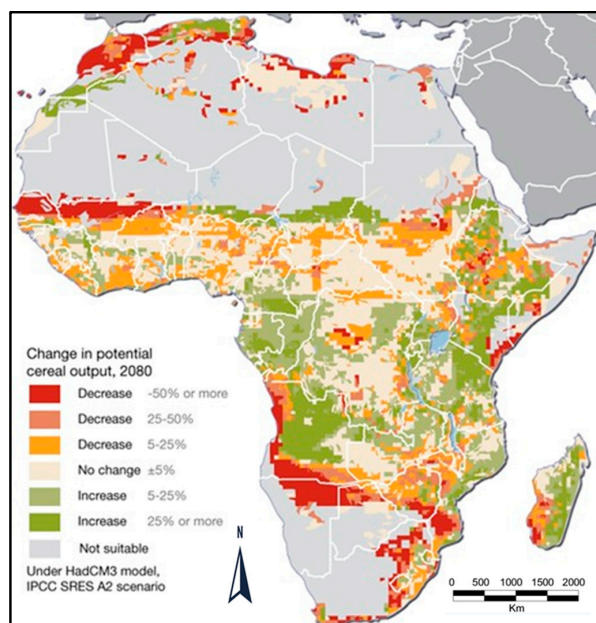 Change in potential
cereal output, 2080
Decrease -50% or more
Decrease 25-50%
Decrease 5-25%
No change ±5%
Increase 5-25%
Increase 25% or more
Not suitable
Under HadCM3 model,
IPCC SRES A2 scenario
N
0 500 1000 1500 2000
Km